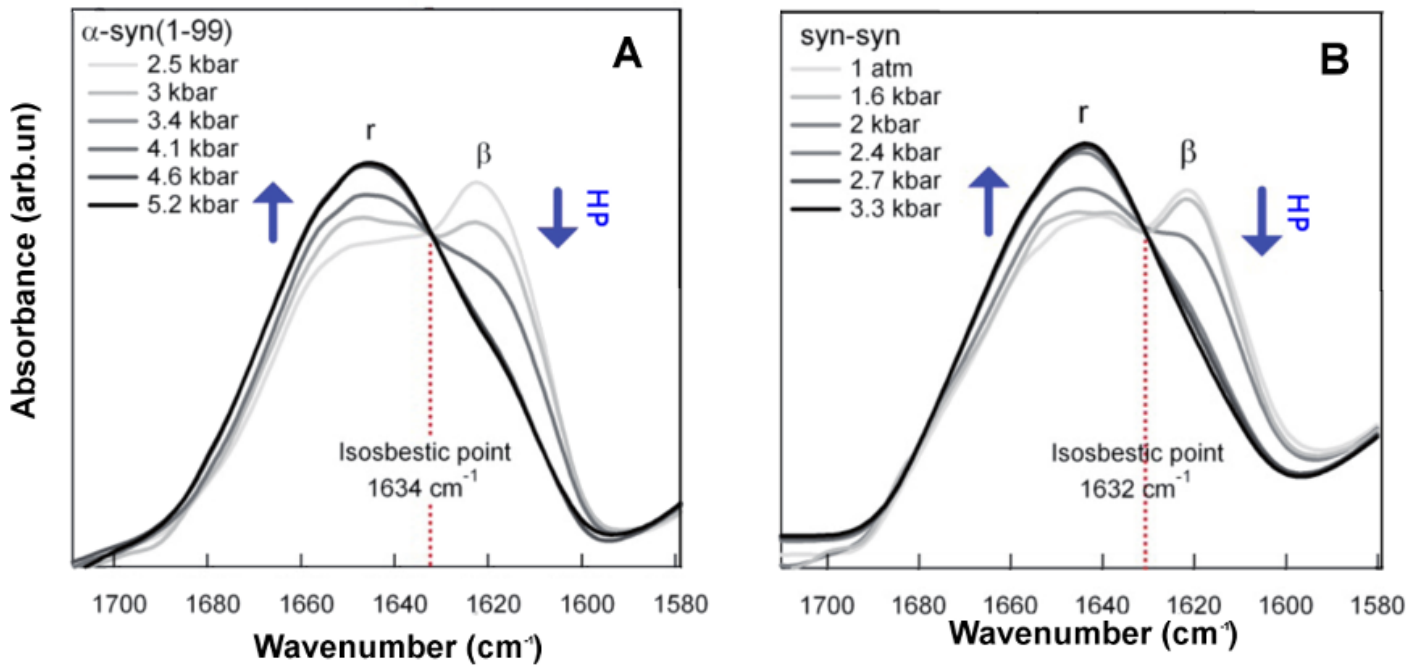 Absorbance (arb.un)
α-syn(1-99)
2.5 kbar
3 kbar
3.4 kbar
4.1 kbar
4.6 kbar
5.2 kbar
A
r
β
HP
Isosbestic point
1634 cm⁻¹
1700 1680 1660 1640 1620 1600 1580
Wavenumber (cm⁻¹)
syn-syn
1 atm
1.6 kbar
2 kbar
2.4 kbar
2.7 kbar
3.3 kbar
B
r
β
HP
Isosbestic point
1632 cm⁻¹
1700 1680 1660 1640 1620 1600 1580
Wavenumber (cm⁻¹)